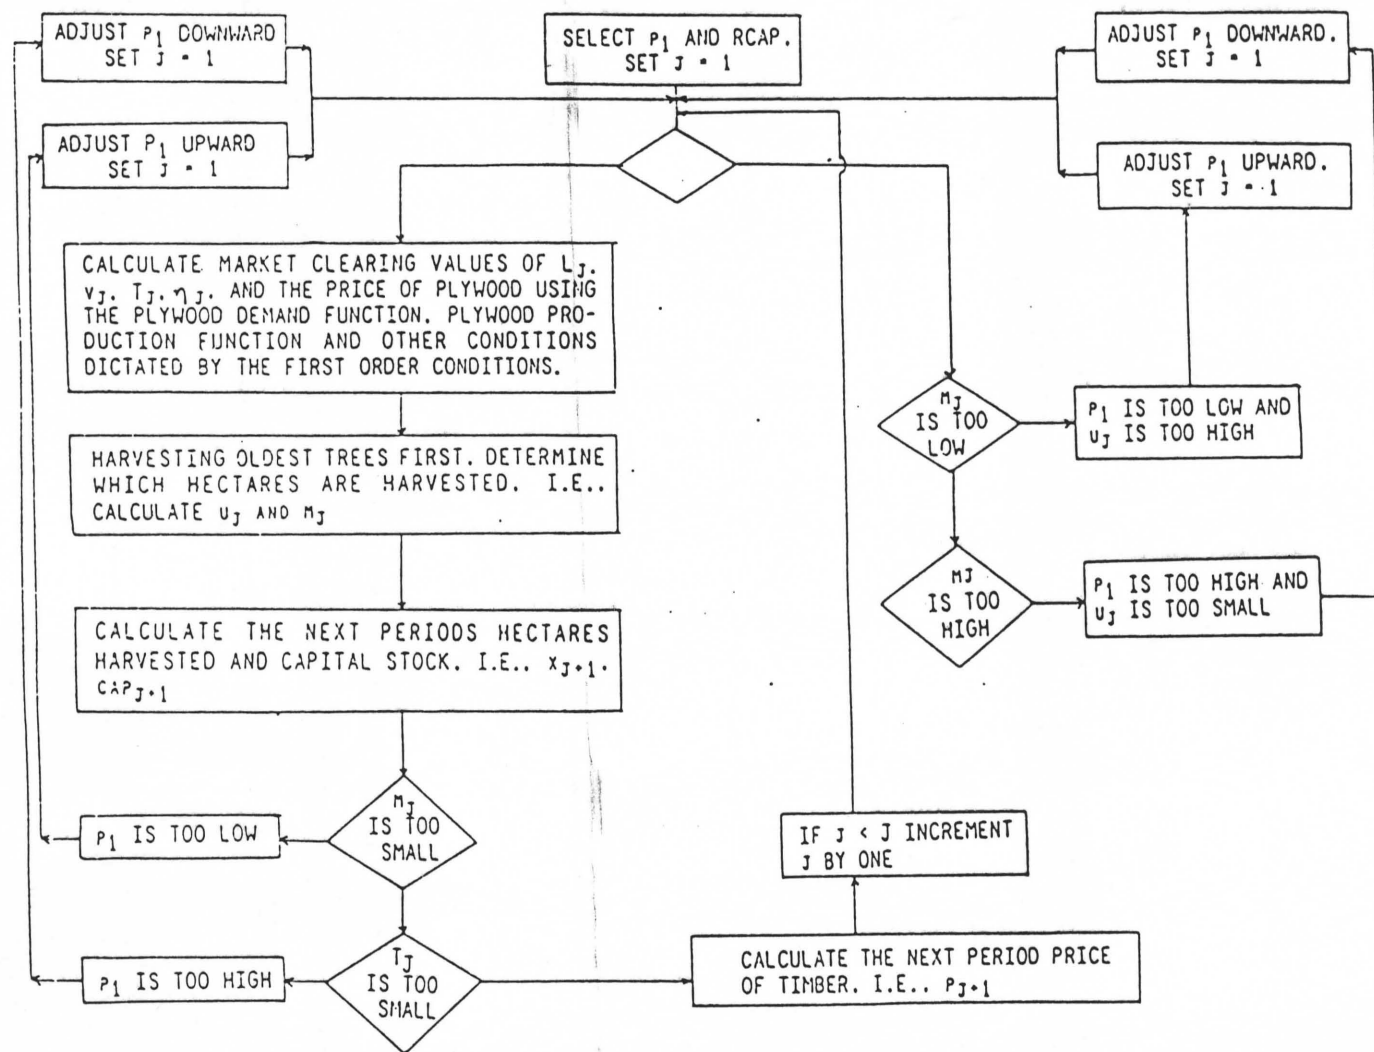 ADJUST P1 DOWNWARD
SET J = 1
SELECT P1 AND RCAP.
SET J = 1
ADJUST P1 DOWNWARD.
SET J = 1
ADJUST P1 UPWARD
SET J = 1
ADJUST P1 UPWARD.
SET J = 1
CALCULATE MARKET CLEARING VALUES OF LJ.
VJ. TJ. ηJ. AND THE PRICE OF PLYWOOD USING
THE PLYWOOD DEMAND FUNCTION. PLYWOOD PRO-
DUCTION FUNCTION AND OTHER CONDITIONS
DICTATED BY THE FIRST ORDER CONDITIONS.
MJ
IS TOO
LOW
P1 IS TOO LOW AND
UJ IS TOO HIGH
HARVESTING OLDEST TREES FIRST. DETERMINE
WHICH HECTARES ARE HARVESTED. I.E..
CALCULATE UJ AND MJ
MJ
IS TOO
HIGH
P1 IS TOO HIGH AND
UJ IS TOO SMALL
CALCULATE THE NEXT PERIODS HECTARES
HARVESTED AND CAPITAL STOCK. I.E.. XJ+1.
CAPJ+1
MJ
IS TOO
SMALL
P1 IS TOO LOW
IF J < J INCREMENT
J BY ONE
TJ
IS TOO
SMALL
P1 IS TOO HIGH
CALCULATE THE NEXT PERIOD PRICE
OF TIMBER. I.E.. PJ+1